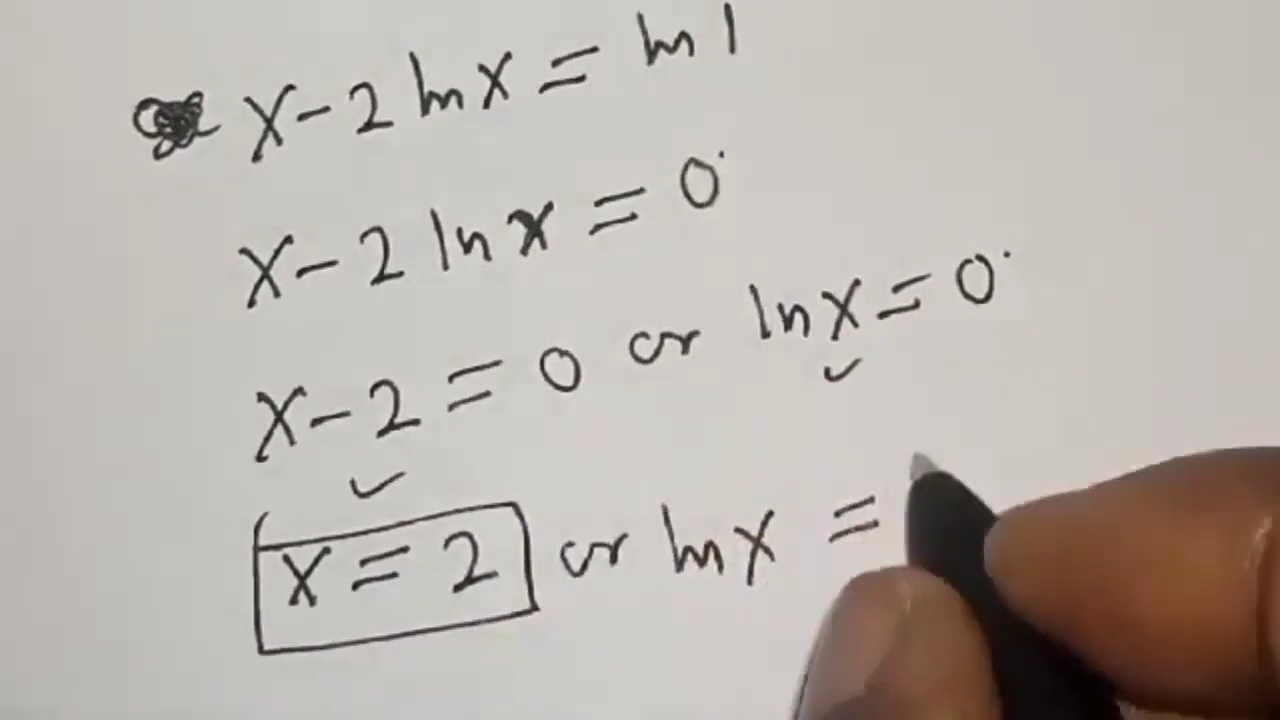 x-2 ln x = ln 1
x-2 ln x = 0
x-2 = 0 or ln x = 0
x = 2 or ln x =